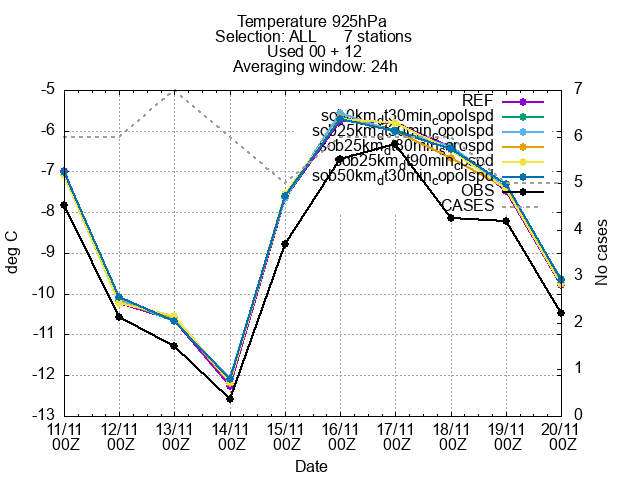 Temperature 925hPa
Selection: ALL 7 stations
Used 00 + 12
Averaging window: 24h
-5
-6
-7
-8
-9
-10
-11
-12
-13
deg C
7
6
5
4
3
2
1
0
No cases
REF
OBS
CASES
sob50km_dt30min_copolspd
11/11 12/11 13/11 14/11 15/11 16/11 17/11 18/11 19/11 20/11
00Z 00Z 00Z 00Z 00Z 00Z 00Z 00Z 00Z 00Z
Date